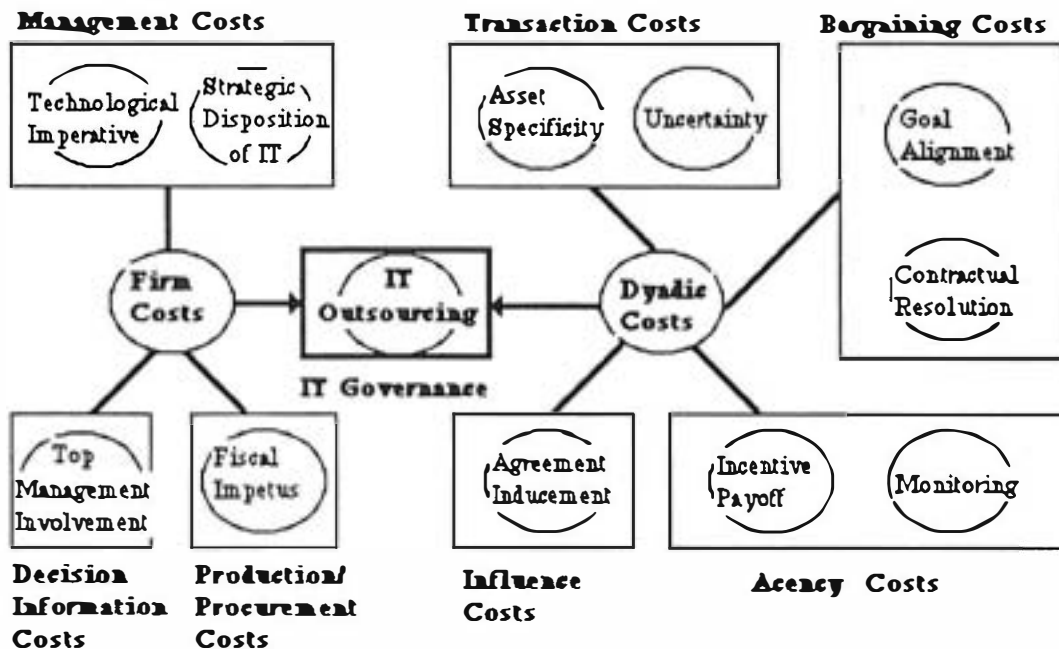 Management Costs
Transaction Costs
Bargaining Costs
Technological
Imperative
Strategic
Disposition
of IT
Asset
Specificity
Uncertainty
Goal
Alignment
Contractual
Resolution
Firm
Costs
IT
Outsourcing
Dyadic
Costs
IT Governance
Top
Management
Involvement
Fiscal
Impetus
Agreement
Inducement
Incentive
Payoff
Monitoring
Decision
Information
Costs
Production/
Procurement
Costs
Influence
Costs
Acency Costs